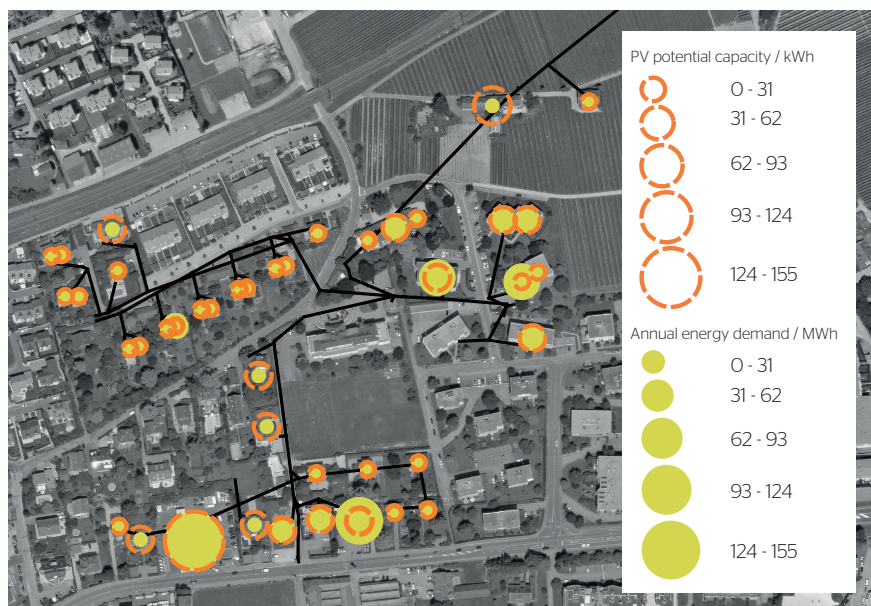 PV potential capacity / kWh
0 - 31
31 - 62
62 - 93
93 - 124
124 - 155
Annual energy demand / MWh
0 - 31
31 - 62
62 - 93
93 - 124
124 - 155